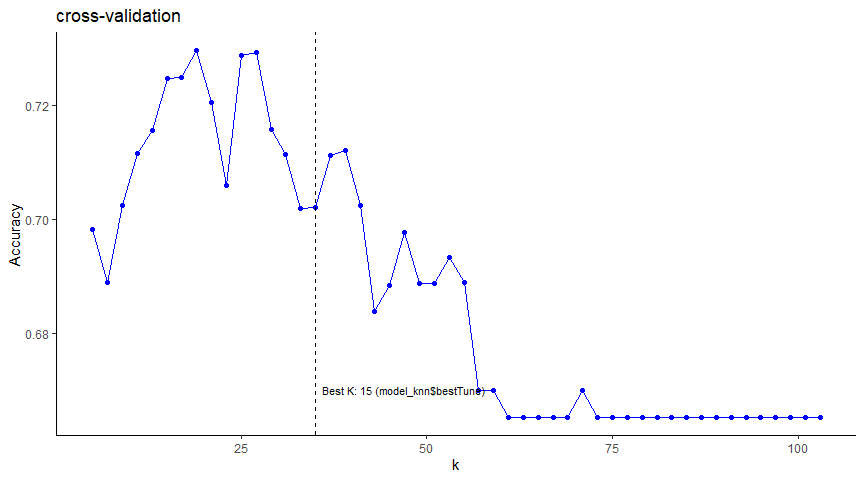 cross-validation
0.72
0.70
0.68
Accuracy
Best K: 15 (model_knn$bestTune)
25
50
75
100
k